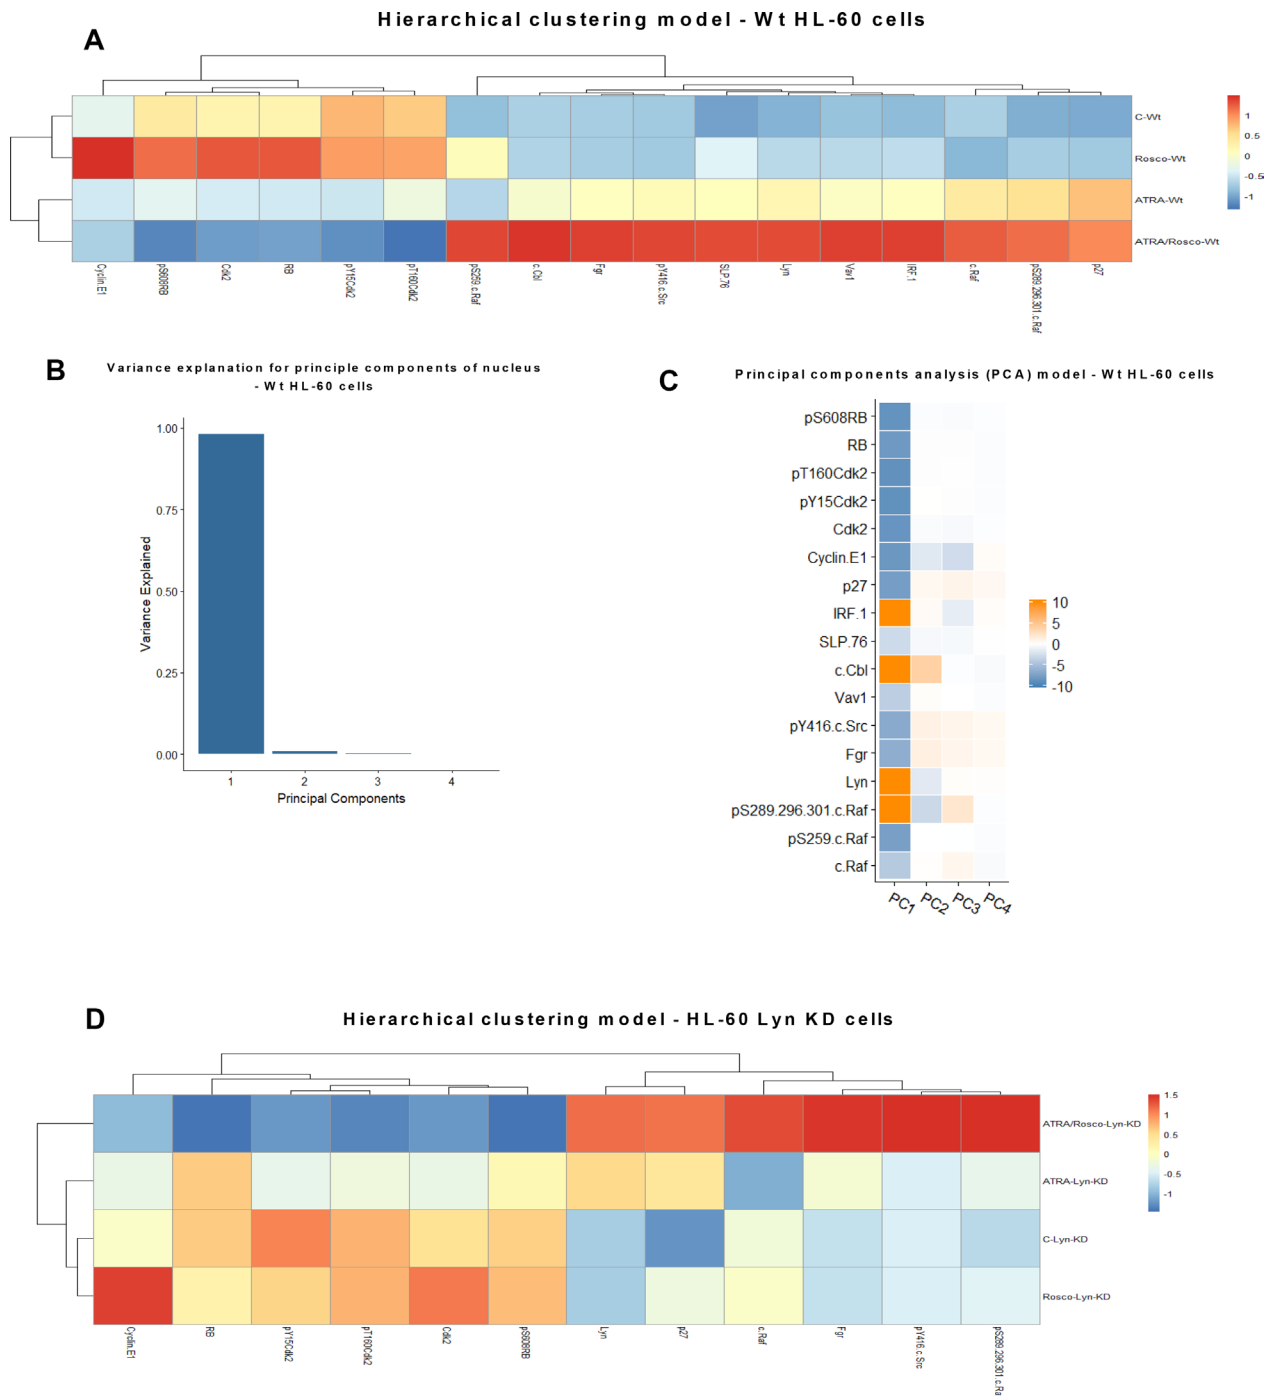 Hierarchical clustering model - Wt HL-60 cells
A
C-Wt
Rosco-Wt
ATRA-Wt
ATRA/Rosco-Wt
1
0.5
0
-0.5
-1
Cyclin.E1
pS608RB
Cdk2
RB
pY15Cdk2
pT160Cdk2
pS259.c.Raf
c.Cbl
Fgr
pY416.c.Src
SLP.76
Lyn
Vav1
IRF.1
c.Raf
pS289.296.301.c.Raf
p27
B
Variance explanation for principle components of nucleus
- Wt HL-60 cells
Variance Explained
1.00
0.75
0.50
0.25
0.00
1
2
3
4
Principal Components
C
Principal components analysis (PCA) model - Wt HL-60 cells
pS608RB
RB
pT160Cdk2
pY15Cdk2
Cdk2
Cyclin.E1
p27
IRF.1
SLP.76
c.Cbl
Vav1
pY416.c.Src
Fgr
Lyn
pS289.296.301.c.Raf
pS259.c.Raf
c.Raf
PC1
PC2
PC3
PC4
10
5
0
-5
-10
D
Hierarchical clustering model - HL-60 Lyn KD cells
ATRA/Rosco-Lyn-KD
ATRA-Lyn-KD
C-Lyn-KD
Rosco-Lyn-KD
1.5
1
0.5
0
-0.5
-1
Cyclin.E1
RB
pY15Cdk2
pT160Cdk2
Cdk2
pS608RB
Lyn
p27
c.Raf
Fgr
pY416.c.Src
pS289.296.301.c.Ra